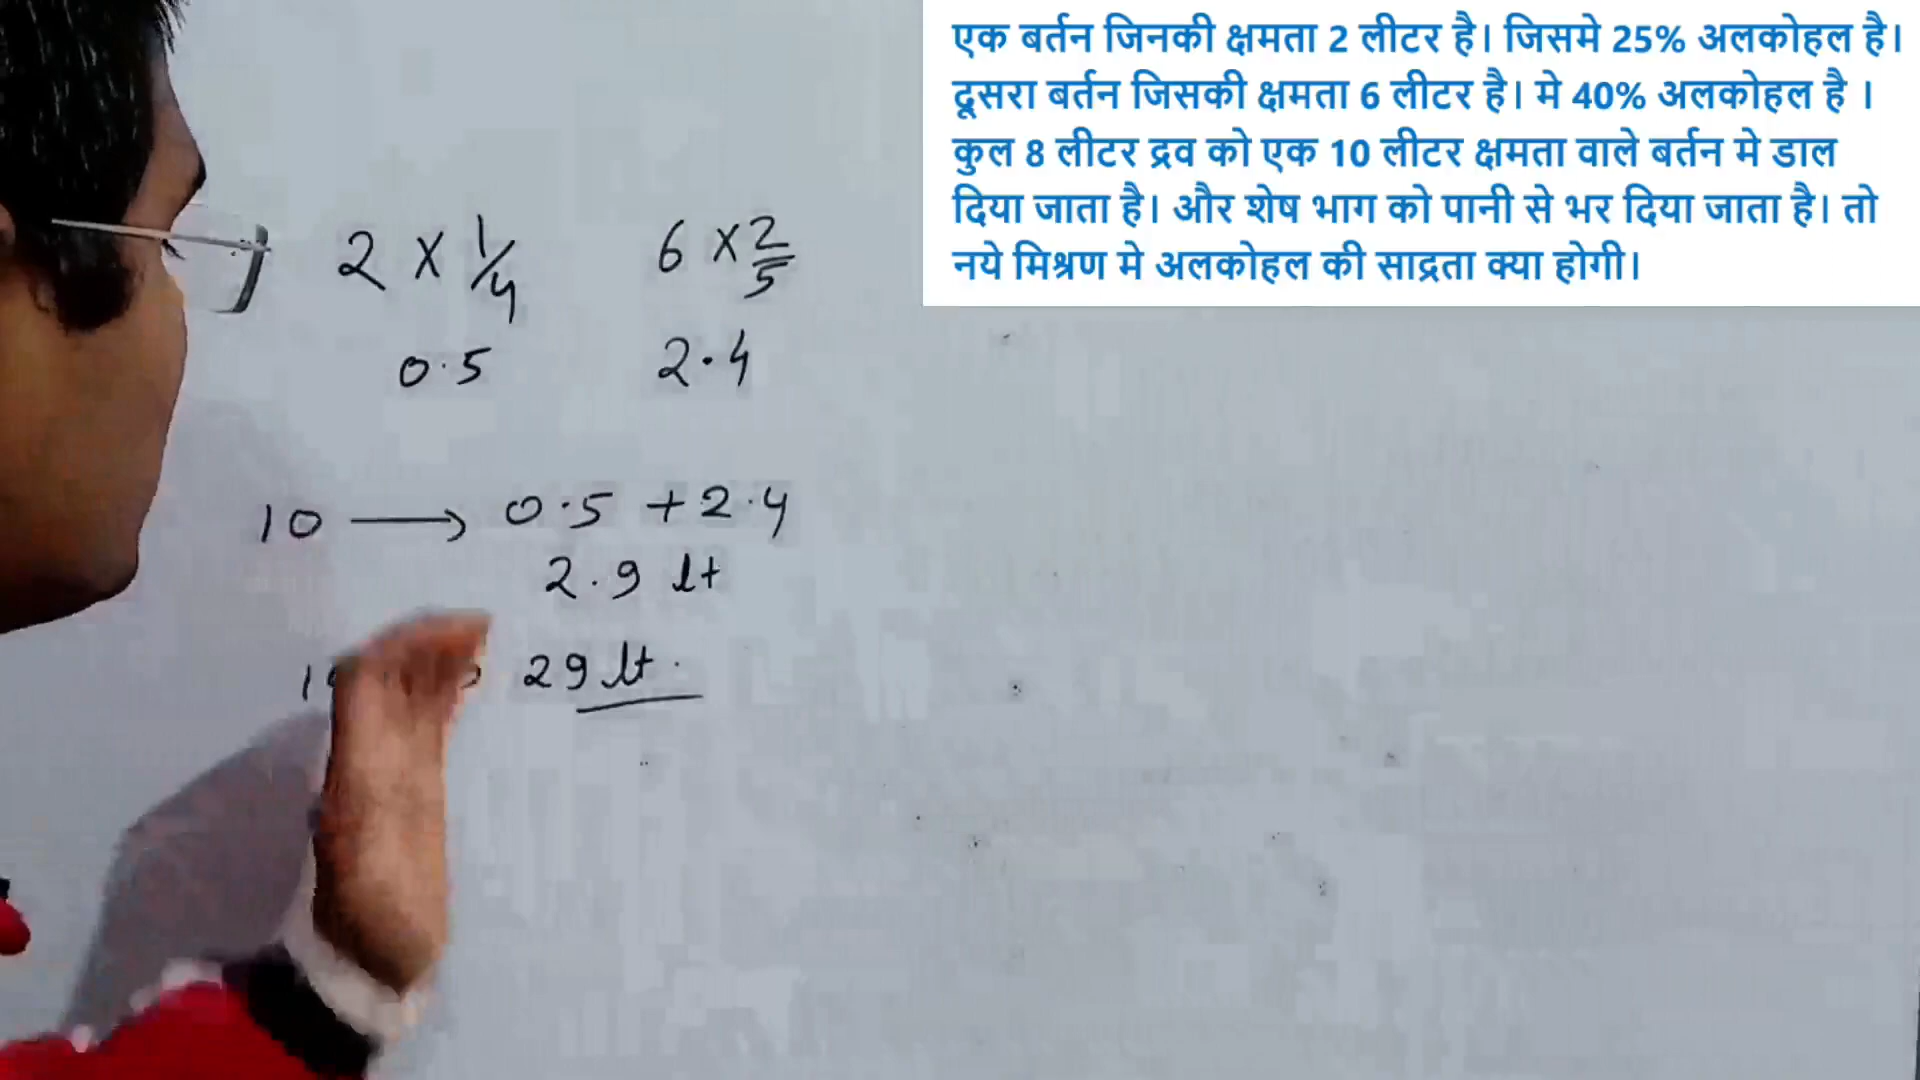 एक बर्तन जिनकी क्षमता 2 लीटर है। जिसमे 25% अलकोहल है।
दूसरा बर्तन जिसकी क्षमता 6 लीटर है। मे 40% अलकोहल है ।
कुल 8 लीटर द्रव को एक 10 लीटर क्षमता वाले बर्तन मे डाल
दिया जाता है। और शेष भाग को पानी से भर दिया जाता है। तो
नये मिश्रण मे अलकोहल की साद्रता क्या होगी।
2 × 1/4 6 × 2/5
0.5 2.4
10 → 0.5 + 2.4
2.9 lt
29 lt.